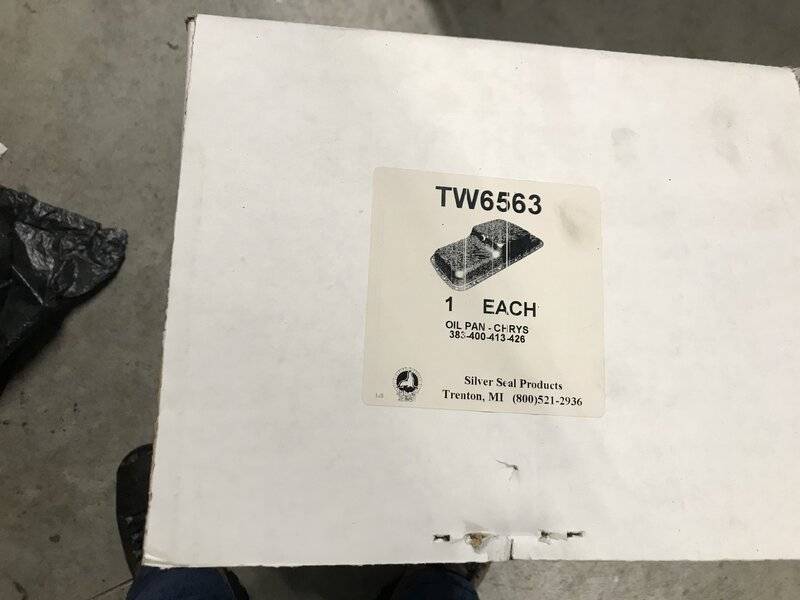 TW6563
1 EACH
OIL PAN - CHRYS
383-400-413-426
Silver Seal Products
Trenton, MI (800)521-2936